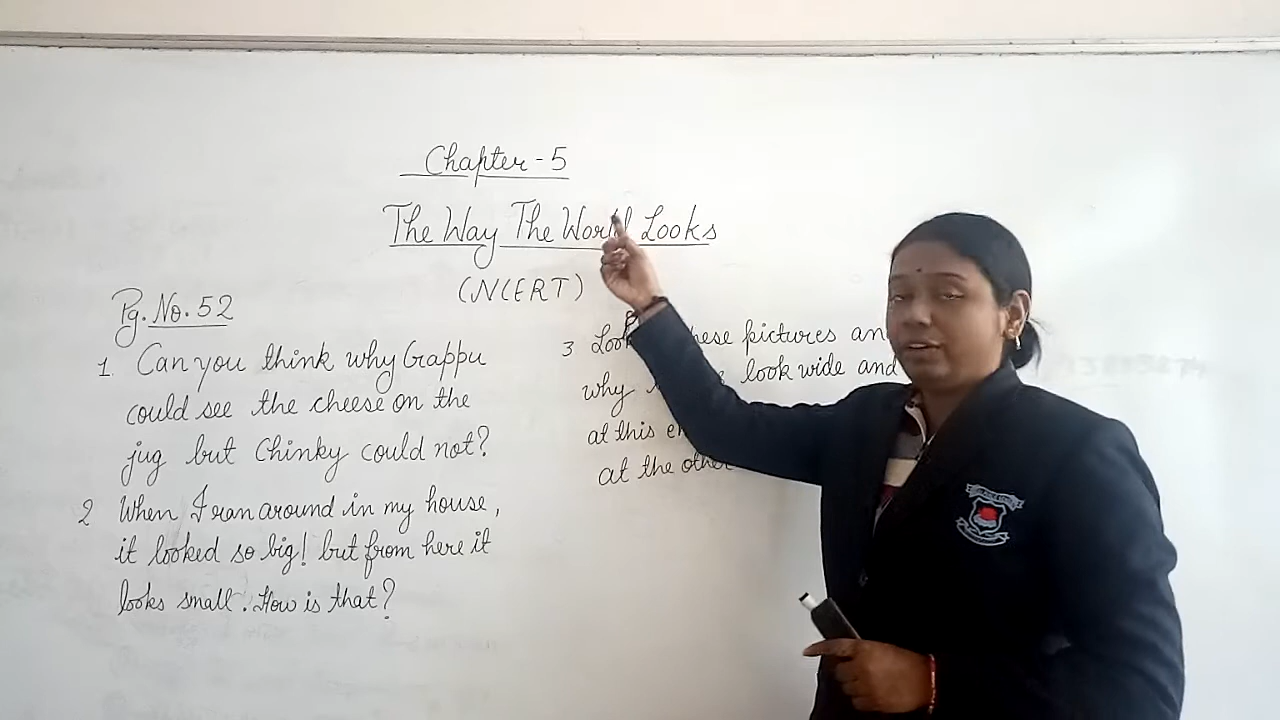 Chapter - 5
The Way The World Looks
(NCERT)
Pg. No. 52
1. Can you think why Gappu
could see the cheese on the
jug but Chinky could not?
2 When I ran around in my house,
it looked so big! but from here it
looks small. How is that?
3 Look these pictures an
why look wide and
at this
at the other